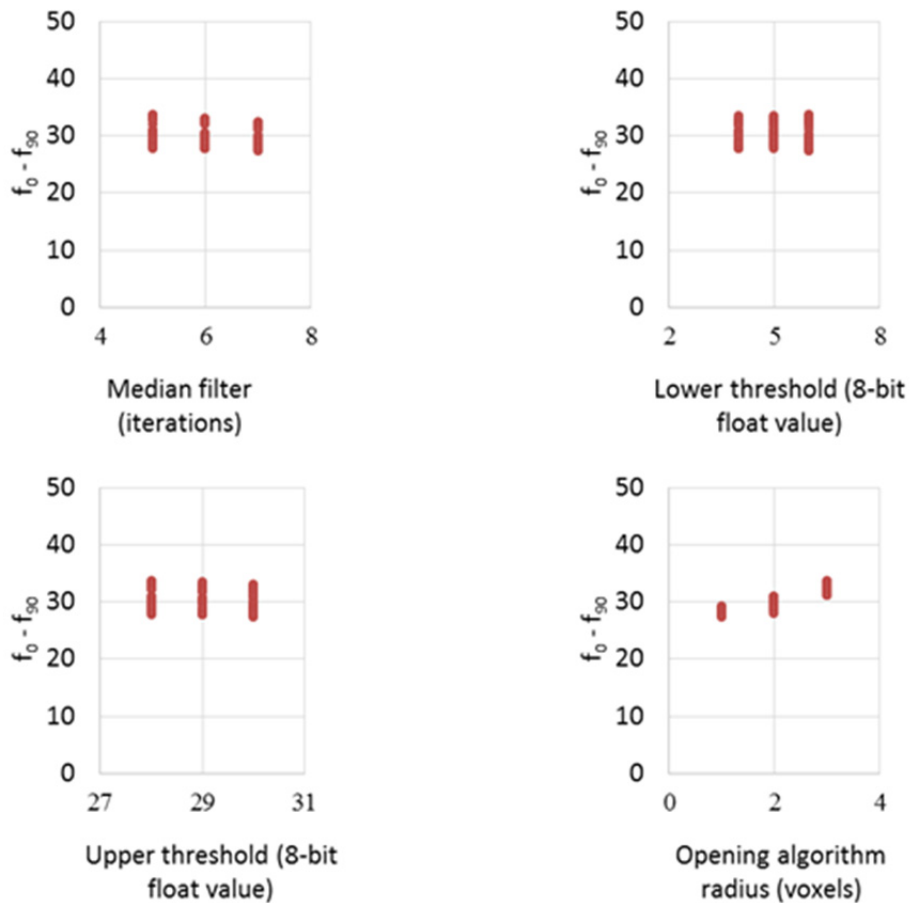 50
40
30
20
10
0
f₀ - f₉₀
4 6 8
Median filter
(iterations)
50
40
30
20
10
0
f₀ - f₉₀
2 5 8
Lower threshold (8-bit
float value)
50
40
30
20
10
0
f₀ - f₉₀
27 29 31
Upper threshold (8-bit
float value)
50
40
30
20
10
0
f₀ - f₉₀
0 2 4
Opening algorithm
radius (voxels)